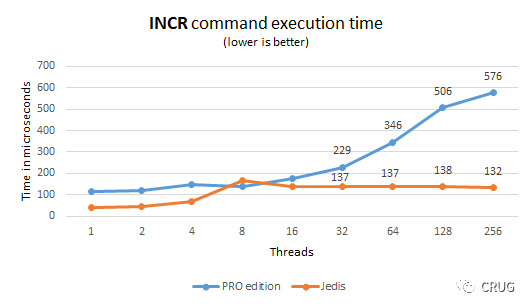 INCR command execution time
(lower is better)
700
600
500
400
300
200
100
0
Time in microseconds
229
346
506
576
137
137
138
132
1 2 4 8 16 32 64 128 256
Threads
PRO edition Jedis
CRUG